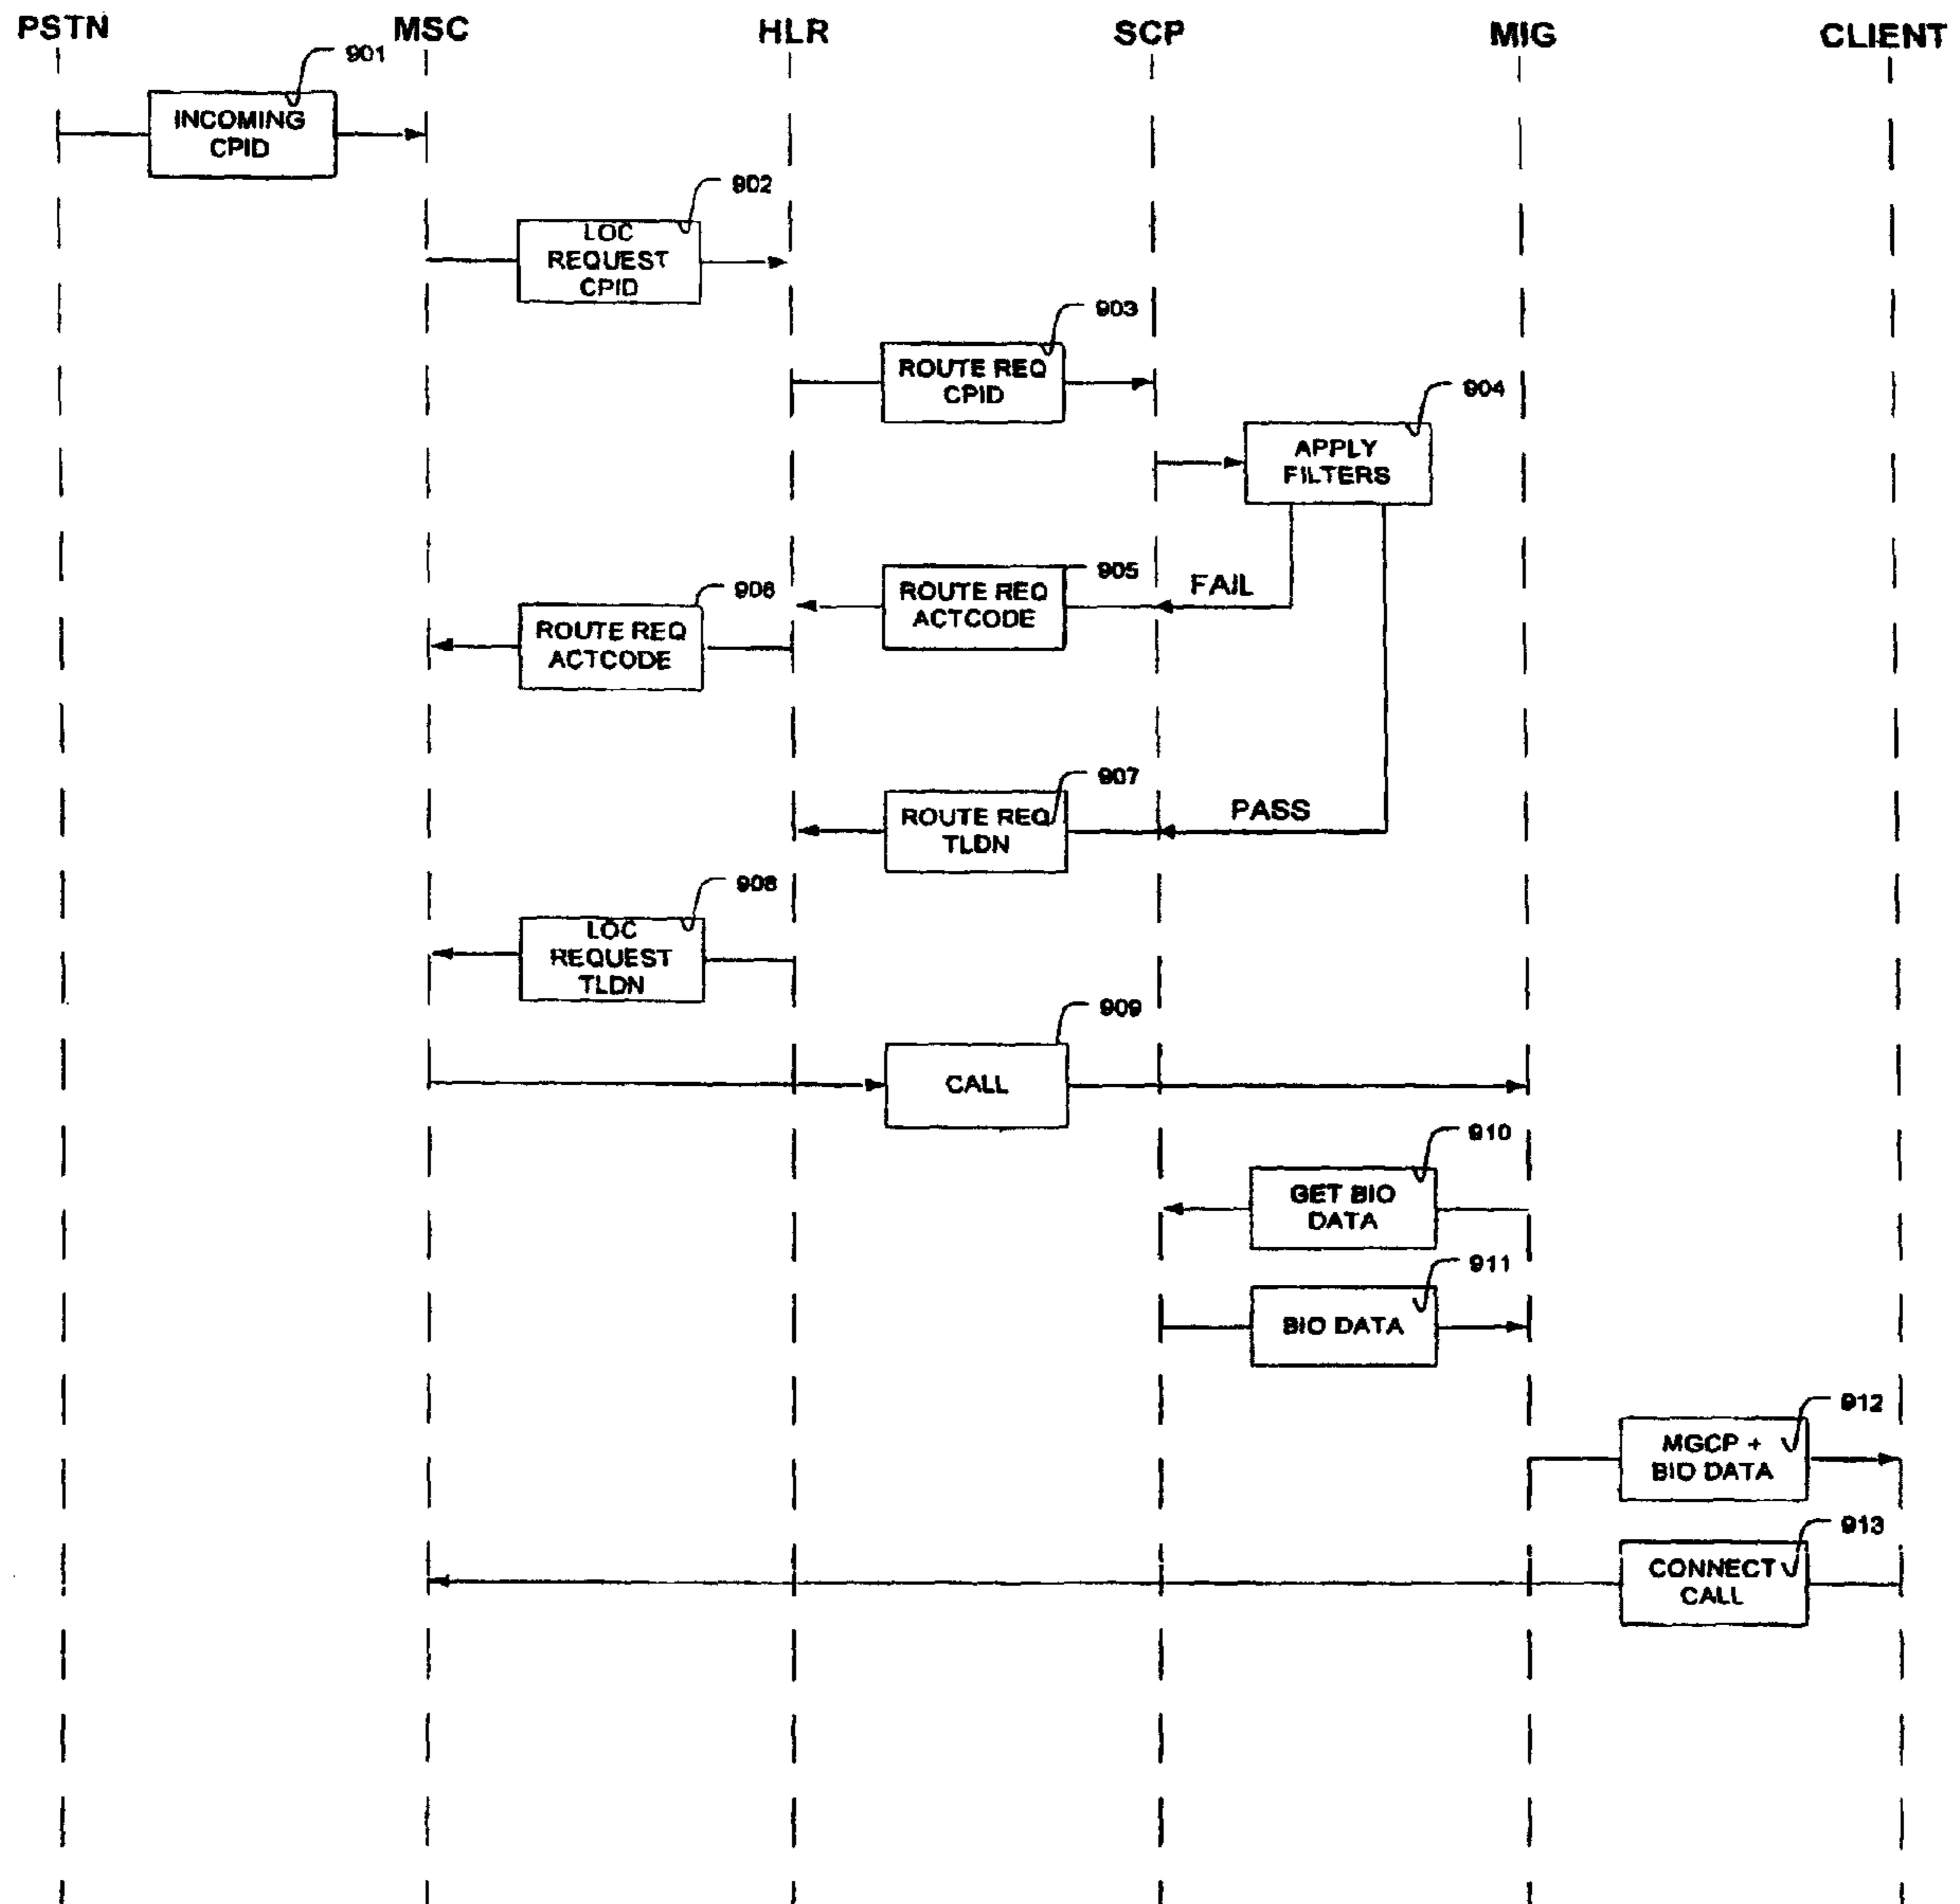 PSTN MSC HLR SCP MIG CLIENT
901
INCOMING
CPID
902
LOC
REQUEST
CPID
903
ROUTE REQ
CPID
904
APPLY
FILTERS
905
FAIL
ROUTE REQ
ACTCODE
906
ROUTE REQ
ACTCODE
907
PASS
ROUTE REQ
TLDN
908
LOC
REQUEST
TLDN
909
CALL
910
GET BIO
DATA
911
BIO DATA
912
MGCP +
BIO DATA
913
CONNECT
CALL